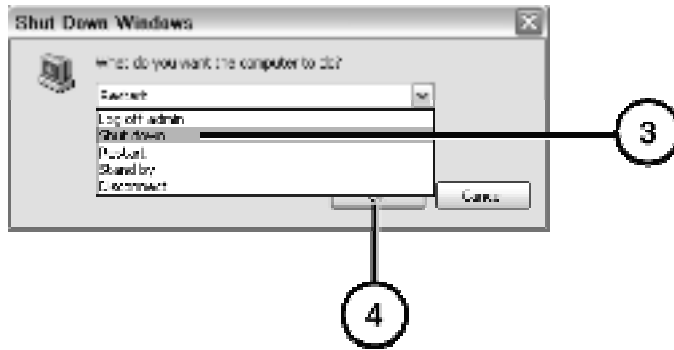 Shut Down Windows
What do you want the computer to do?
Restart
Log off admin
Shut down
3
Restart
Stand by
Disconnect
Cancel
4